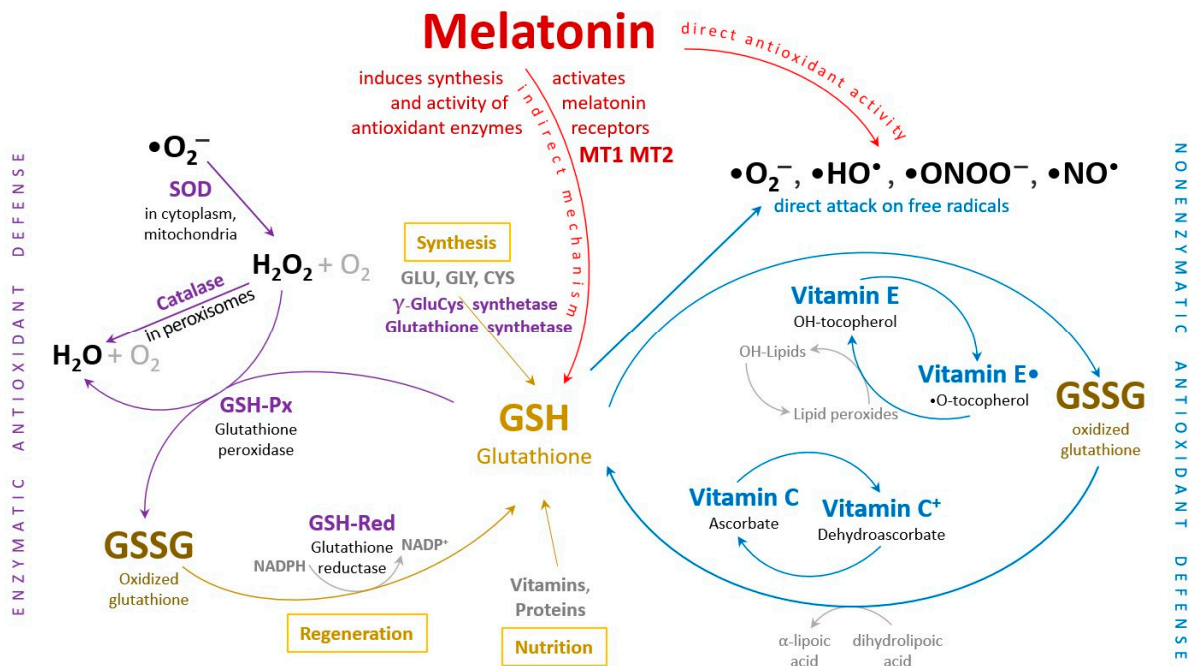 Melatonin
direct antioxidant activity
induces synthesis
and activity of
antioxidant enzymes
indirect mechanism
activates
melatonin
receptors
MT1 MT2
ENZYMATIC ANTIOXIDANT DEFENSE
•O₂⁻
SOD
in cytoplasm,
mitochondria
H₂O₂ + O₂
Catalase
in peroxisomes
H₂O + O₂
GSH-Px
Glutathione
peroxidase
GSSG
Oxidized
glutathione
GSH-Red
Glutathione
reductase
NADPH
NADP⁺
Regeneration
Synthesis
GLU, GLY, CYS
γ-GluCys synthetase
Glutathione synthetase
GSH
Glutathione
Vitamins,
Proteins
Nutrition
•O₂⁻, •HO•, •ONOO⁻, •NO•
direct attack on free radicals
Vitamin E
OH-tocopherol
OH-Lipids
Lipid peroxides
Vitamin E•
•O-tocopherol
GSSG
oxidized
glutathione
Vitamin C
Ascorbate
Vitamin C⁺
Dehydroascorbate
α-lipoic
acid
dihydrolipoic
acid
NONENZYMATIC ANTIOXIDANT DEFENSE